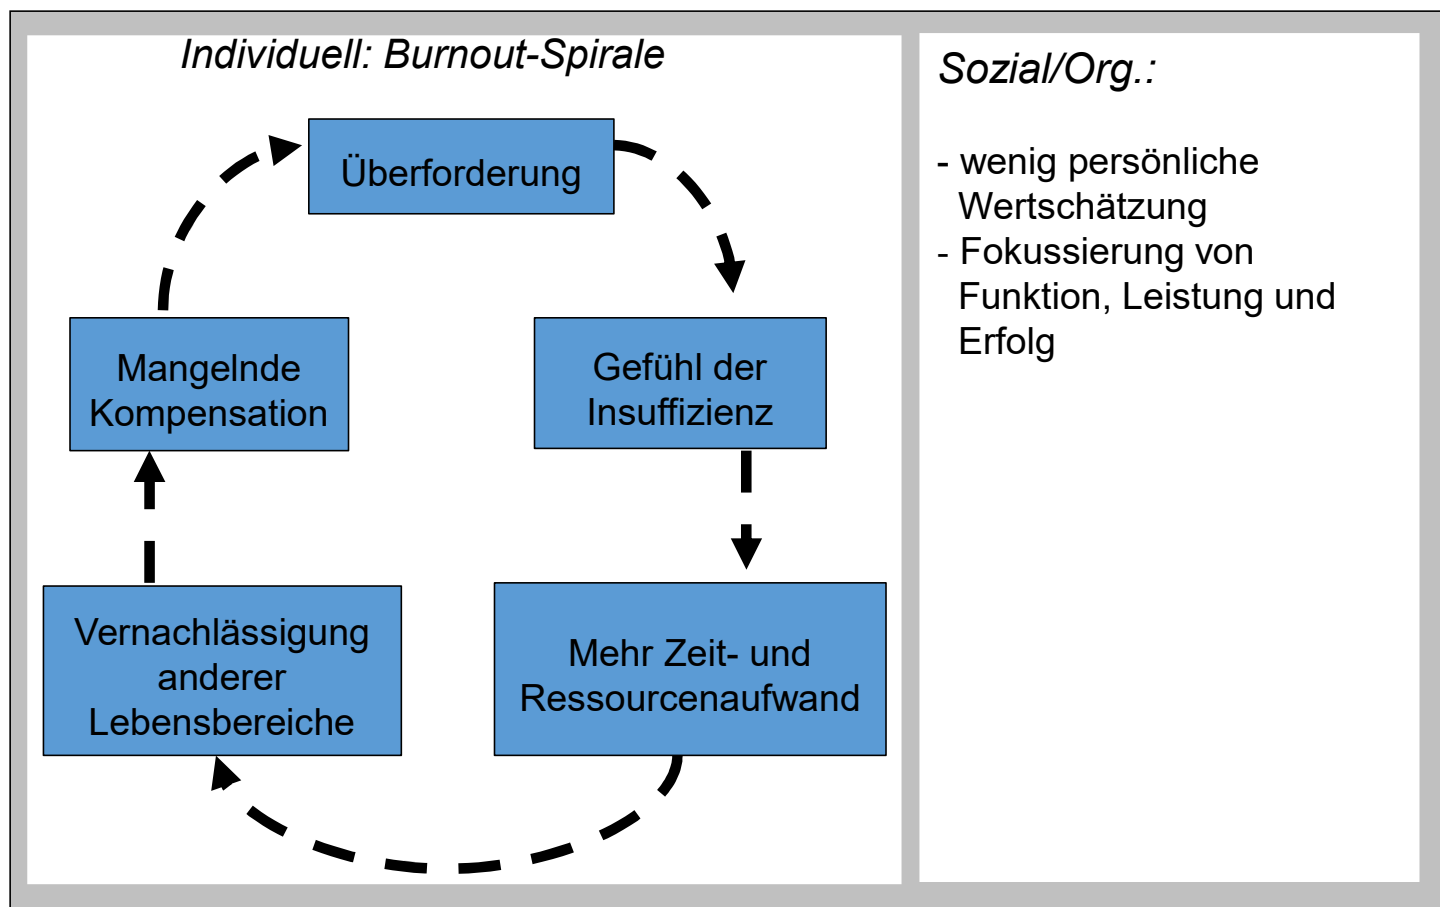 Individuell: Burnout-Spirale
Überforderung
Gefühl der
Insuffizienz
Mehr Zeit- und
Ressourcenaufwand
Vernachlässigung
anderer
Lebensbereiche
Mangelnde
Kompensation
Sozial/Org.:
- wenig persönliche
Wertschätzung
- Fokussierung von
Funktion, Leistung und
Erfolg